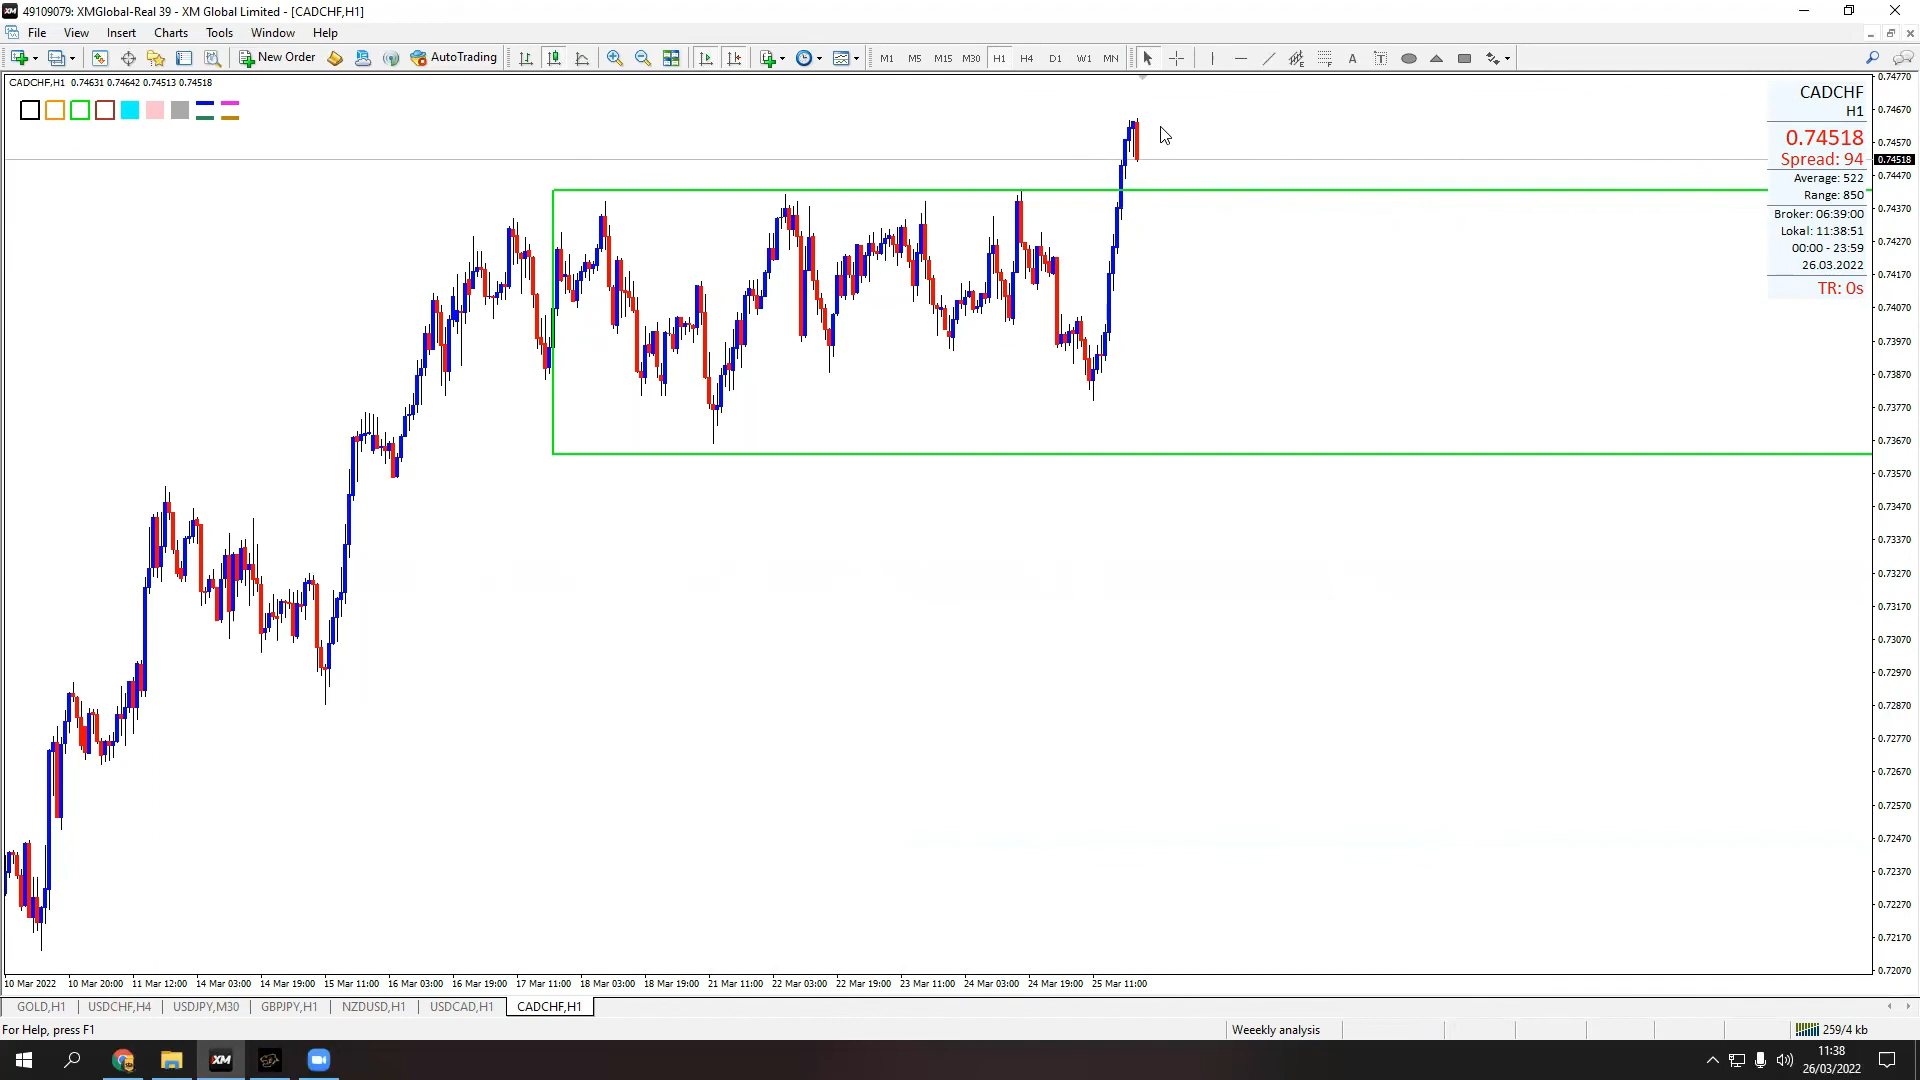 49109079: XMGlobal-Real 39 - XM Global Limited - [CADCHF,H1]
File View Insert Charts Tools Window Help
New Order AutoTrading M1 M5 M15 M30 H1 H4 D1 W1 MN A T
CADCHF,H1 0.74631 0.74642 0.74513 0.74518
CADCHF
H1
0.74518
Spread: 94
Average: 522
Range: 850
Broker: 06:39:00
Lokal: 11:38:51
00:00 - 23:59
26.03.2022
TR: 0s
0.74770
0.74670
0.74570
0.74518
0.74470
0.74370
0.74270
0.74170
0.74070
0.73970
0.73870
0.73770
0.73670
0.73570
0.73470
0.73370
0.73270
0.73170
0.73070
0.72970
0.72870
0.72770
0.72670
0.72570
0.72470
0.72370
0.72270
0.72170
0.72070
10 Mar 2022 10 Mar 20:00 11 Mar 12:00 14 Mar 03:00 14 Mar 19:00 15 Mar 11:00 16 Mar 03:00 16 Mar 19:00 17 Mar 11:00 18 Mar 03:00 18 Mar 19:00 21 Mar 11:00 22 Mar 03:00 22 Mar 19:00 23 Mar 11:00 24 Mar 03:00 24 Mar 19:00 25 Mar 11:00
GOLD,H1 USDCHF,H4 USDJPY,M30 GBPJPY,H1 NZDUSD,H1 USDCAD,H1 CADCHF,H1
For Help, press F1 Weeekly analysis 259/4 kb
XM 11:38
26/03/2022